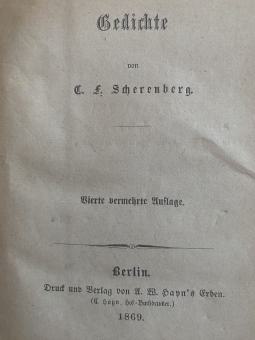 Gedichte
von
C. F. Scherenberg.
Vierte vermehrte Auflage.
Berlin.
Druck und Verlag von A. W. Hayn's Erben.
(C. Hayn, Hof-Buchdrucker.)
1869.